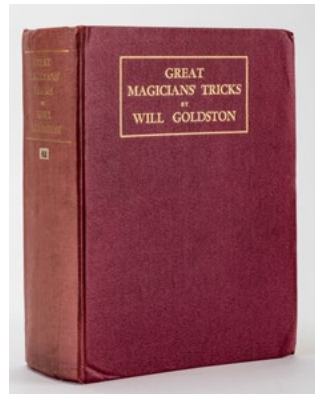 GREAT
MAGICIANS' TRICKS
BY
WILL GOLDSTON
GREAT
MAGICIANS'
TRICKS
WILL
GOLDSTON